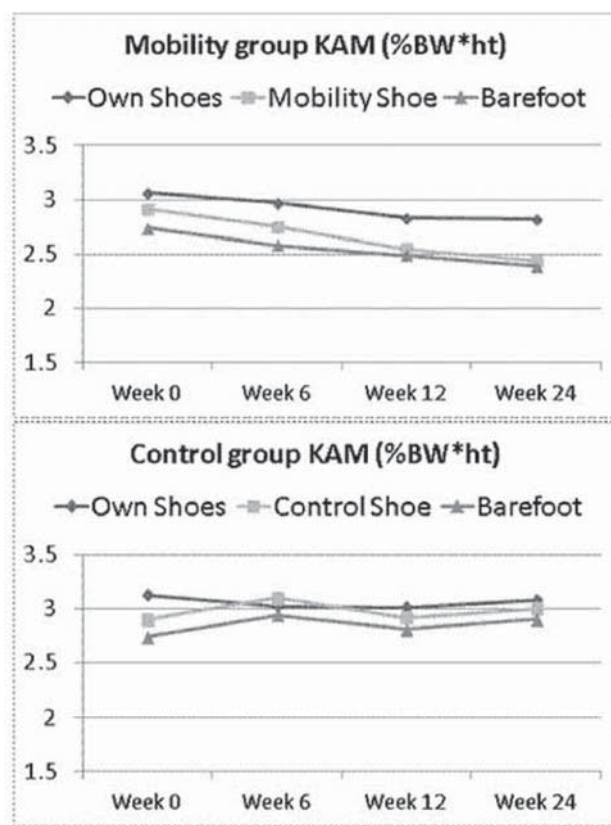 Mobility group KAM (%BW*ht)
Own Shoes Mobility Shoe Barefoot
3.5
3
2.5
2
1.5
Week 0 Week 6 Week 12 Week 24
Control group KAM (%BW*ht)
Own Shoes Control Shoe Barefoot
3.5
3
2.5
2
1.5
Week 0 Week 6 Week 12 Week 24